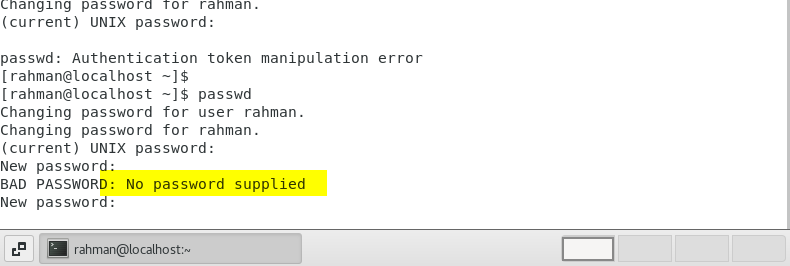 Changing password for rahman.
(current) UNIX password:
passwd: Authentication token manipulation error
[rahman@localhost ~]$
[rahman@localhost ~]$ passwd
Changing password for user rahman.
Changing password for rahman.
(current) UNIX password:
New password:
BAD PASSWORD: No password supplied
New password:
rahman@localhost:~